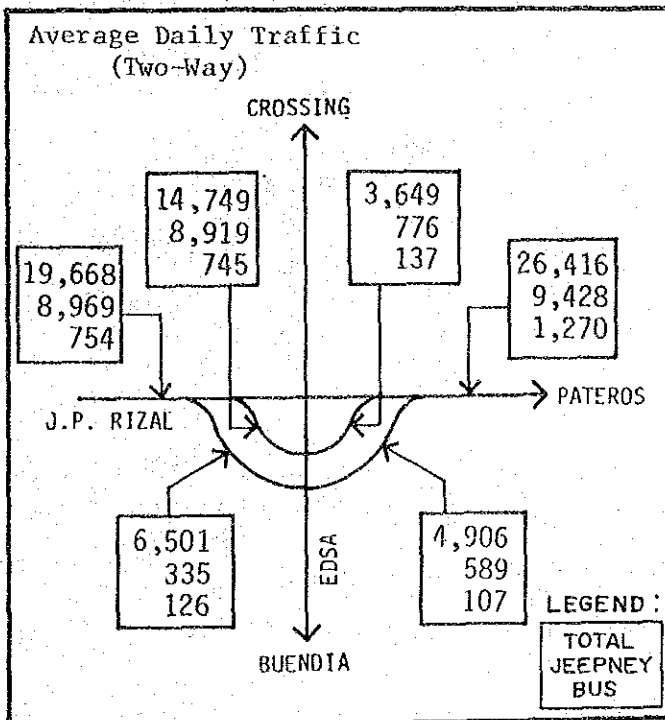 Average Daily Traffic
(Two-Way)
CROSSING
14,749
8,919
745
3,649
776
137
19,668
8,969
754
26,416
9,428
1,270
J.P. RIZAL
PATEROS
6,501
335
126
EDSA
4,906
589
107
BUENDIA
LEGEND:
TOTAL
JEEPNEY
BUS